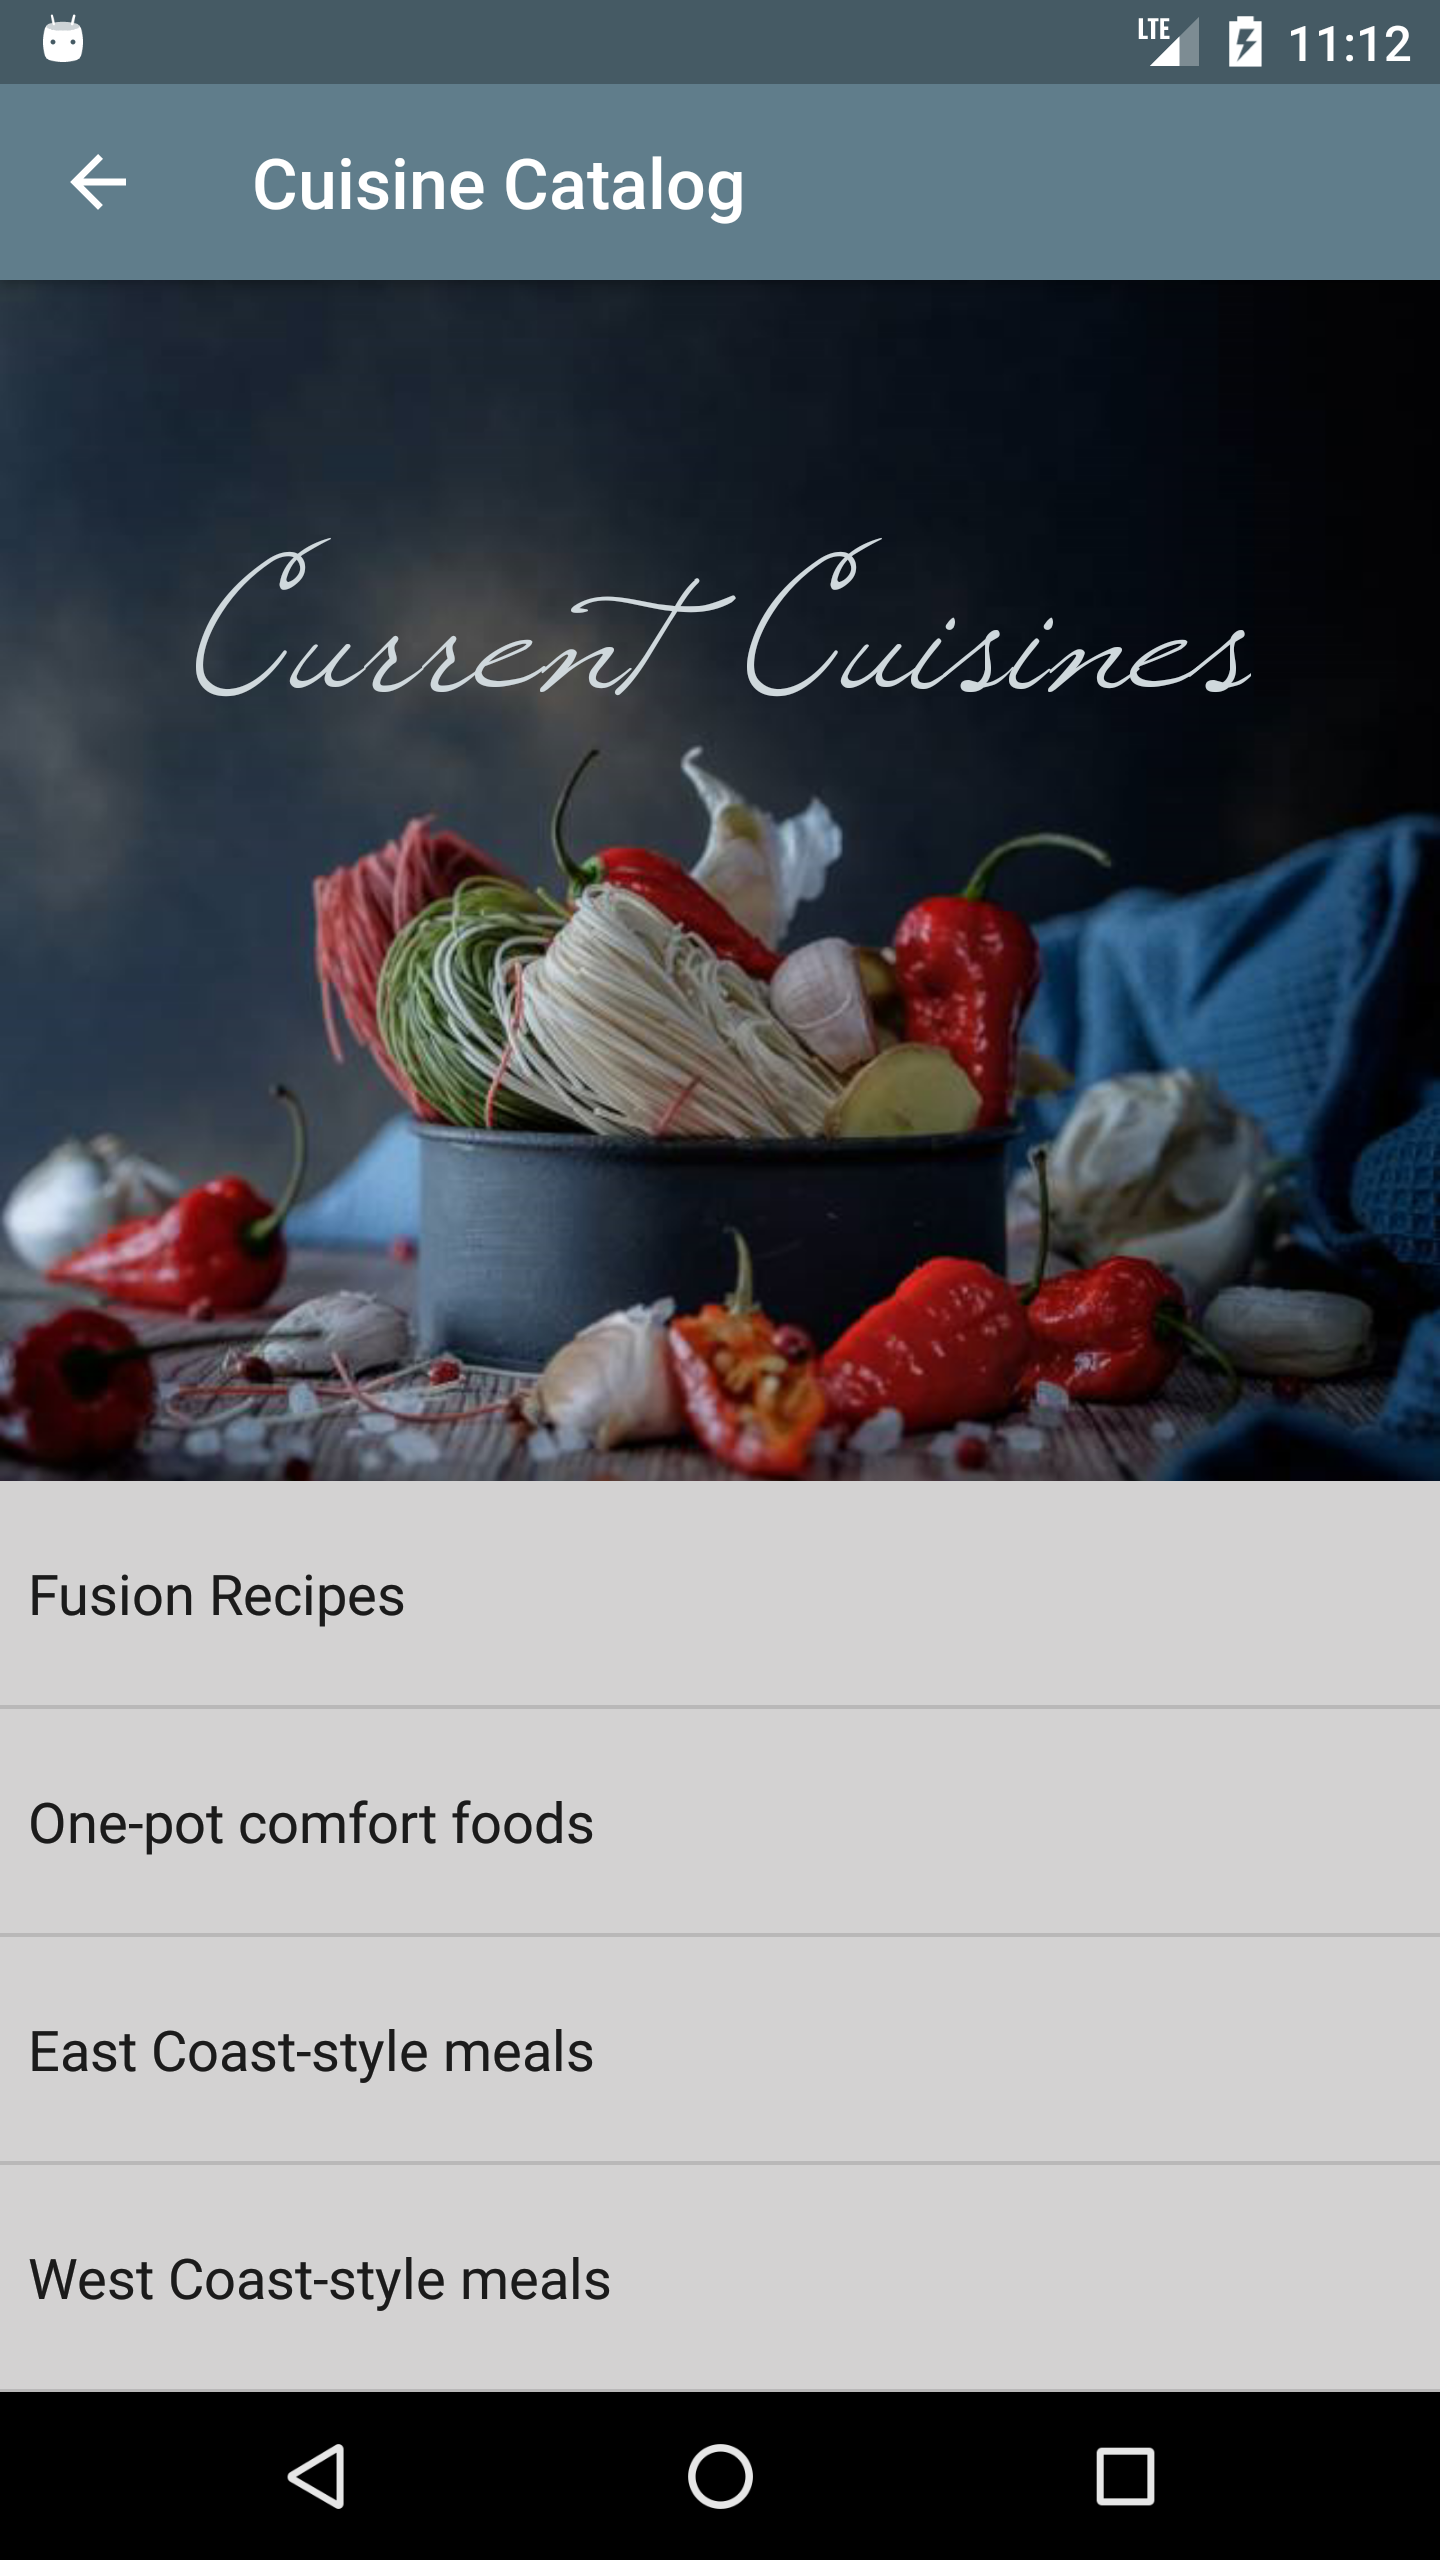 LTE 11:12
Cuisine Catalog
Current Cuisines
Fusion Recipes
One-pot comfort foods
East Coast-style meals
West Coast-style meals